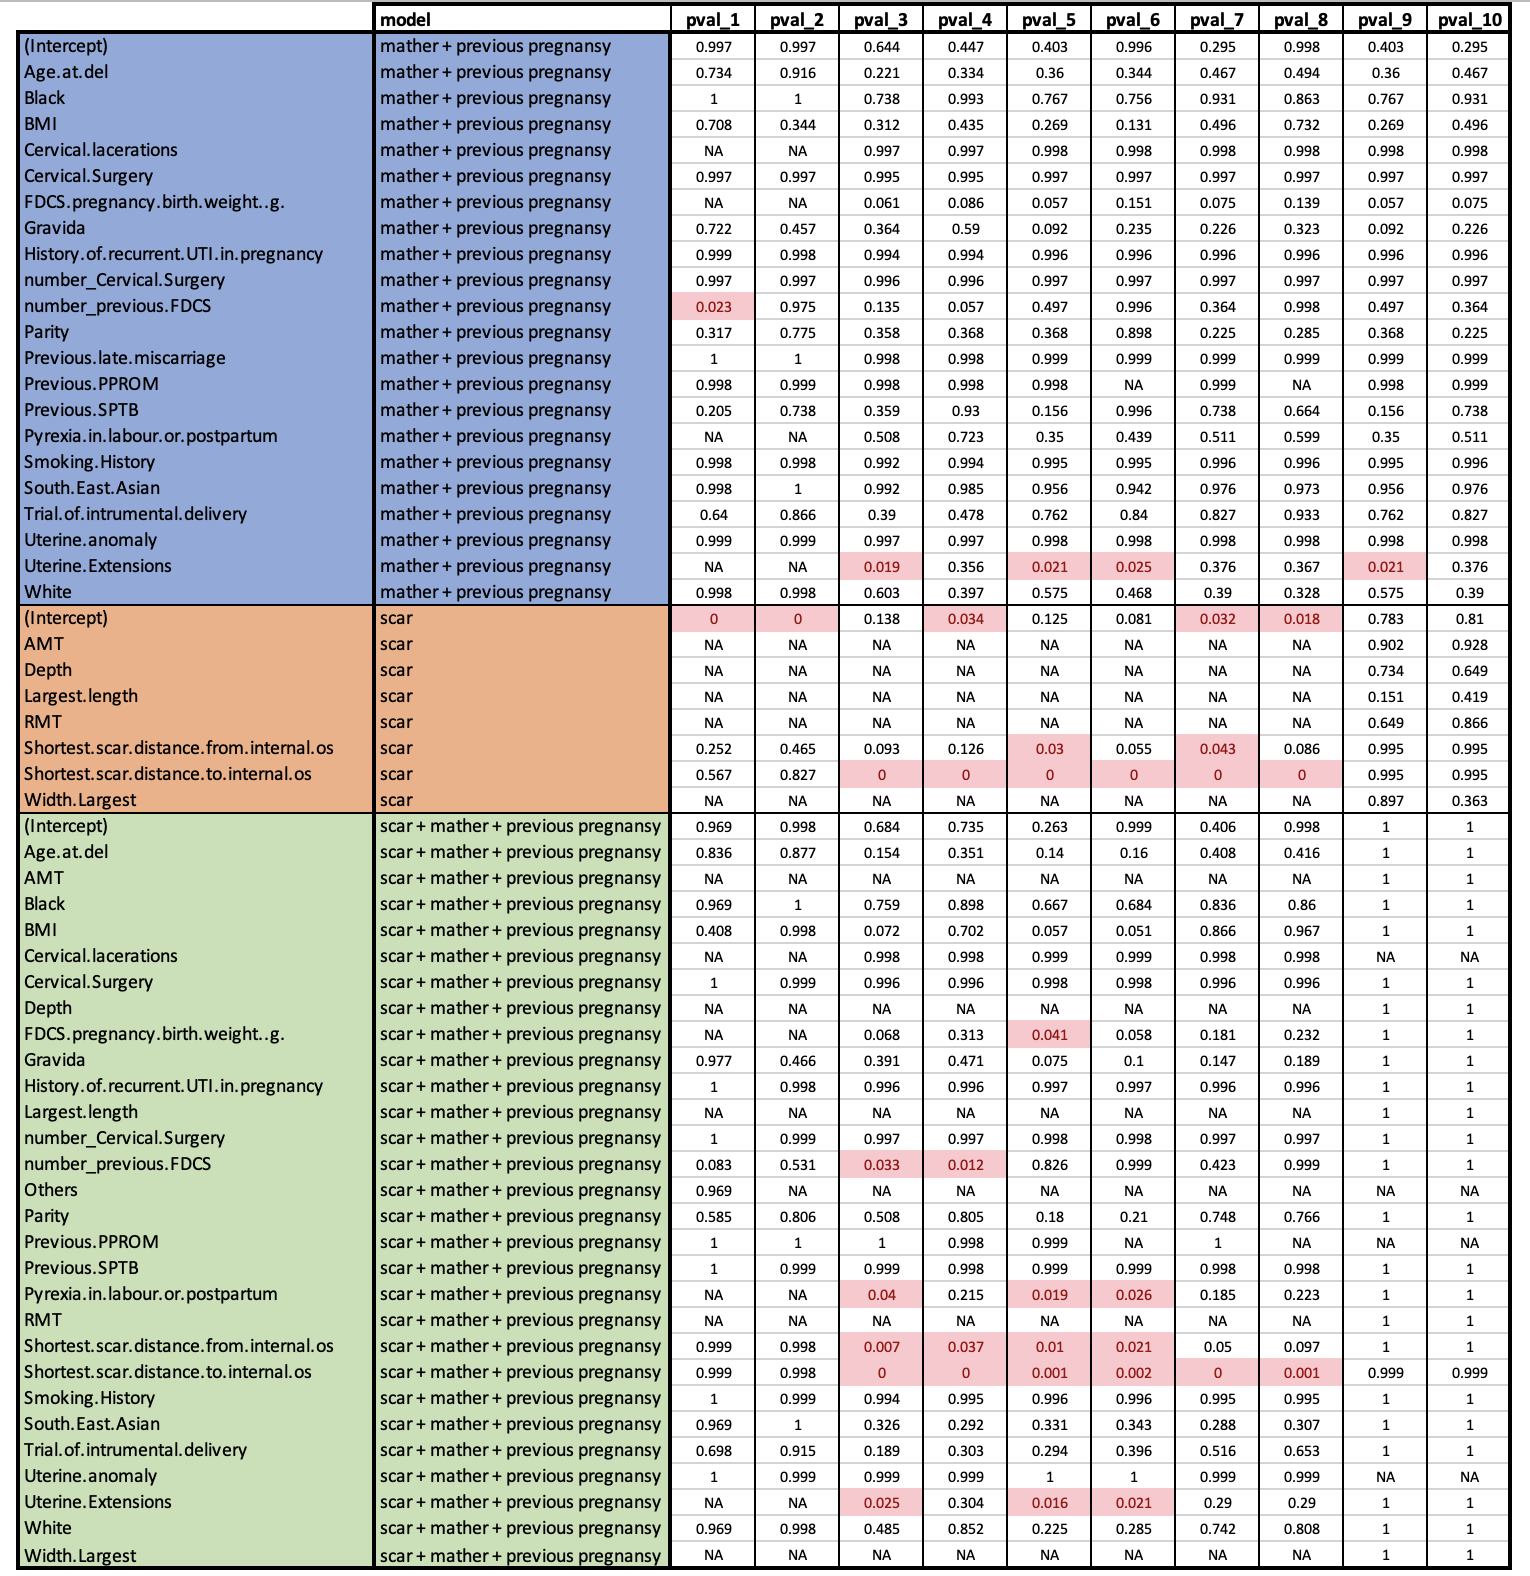 model pval_1 pval_2 pval_3 pval_4 pval_5 pval_6 pval_7 pval_8 pval_9 pval_10
(Intercept) mather + previous pregnansy 0.997 0.997 0.644 0.447 0.403 0.996 0.295 0.998 0.403 0.295
Age.at.del mather + previous pregnansy 0.734 0.916 0.221 0.334 0.36 0.344 0.467 0.494 0.36 0.467
Black mather + previous pregnansy 1 1 0.738 0.993 0.767 0.756 0.931 0.863 0.767 0.931
BMI mather + previous pregnansy 0.708 0.344 0.312 0.435 0.269 0.131 0.496 0.732 0.269 0.496
Cervical.lacerations mather + previous pregnansy NA NA 0.997 0.997 0.998 0.998 0.998 0.998 0.998 0.998
Cervical.Surgery mather + previous pregnansy 0.997 0.997 0.995 0.995 0.997 0.997 0.997 0.997 0.997 0.997
FDCS.pregnancy.birth.weight..g. mather + previous pregnansy NA NA 0.061 0.086 0.057 0.151 0.075 0.139 0.057 0.075
Gravida mather + previous pregnansy 0.722 0.457 0.364 0.59 0.092 0.235 0.226 0.323 0.092 0.226
History.of.recurrent.UTI.in.pregnancy mather + previous pregnansy 0.999 0.998 0.994 0.994 0.996 0.996 0.996 0.996 0.996 0.996
number_Cervical.Surgery mather + previous pregnansy 0.997 0.997 0.996 0.996 0.997 0.997 0.997 0.997 0.997 0.997
number_previous.FDCS mather + previous pregnansy 0.023 0.975 0.135 0.057 0.497 0.996 0.364 0.998 0.497 0.364
Parity mather + previous pregnansy 0.317 0.775 0.358 0.368 0.368 0.898 0.225 0.285 0.368 0.225
Previous.late.miscarriage mather + previous pregnansy 1 1 0.998 0.998 0.999 0.999 0.999 0.999 0.999 0.999
Previous.PPROM mather + previous pregnansy 0.998 0.999 0.998 0.998 0.998 NA 0.999 NA 0.998 0.999
Previous.SPTB mather + previous pregnansy 0.205 0.738 0.359 0.93 0.156 0.996 0.738 0.664 0.156 0.738
Pyrexia.in.labour.or.postpartum mather + previous pregnansy NA NA 0.508 0.723 0.35 0.439 0.511 0.599 0.35 0.511
Smoking.History mather + previous pregnansy 0.998 0.998 0.992 0.994 0.995 0.995 0.996 0.996 0.995 0.996
South.East.Asian mather + previous pregnansy 0.998 1 0.992 0.985 0.956 0.942 0.976 0.973 0.956 0.976
Trial.of.intrumental.delivery mather + previous pregnansy 0.64 0.866 0.39 0.478 0.762 0.84 0.827 0.933 0.762 0.827
Uterine.anomaly mather + previous pregnansy 0.999 0.999 0.997 0.997 0.998 0.998 0.998 0.998 0.998 0.998
Uterine.Extensions mather + previous pregnansy NA NA 0.019 0.356 0.021 0.025 0.376 0.367 0.021 0.376
White mather + previous pregnansy 0.998 0.998 0.603 0.397 0.575 0.468 0.39 0.328 0.575 0.39
(Intercept) scar 0 0 0.138 0.034 0.125 0.081 0.032 0.018 0.783 0.81
AMT scar NA NA NA NA NA NA NA NA 0.902 0.928
Depth scar NA NA NA NA NA NA NA NA 0.734 0.649
Largest.length scar NA NA NA NA NA NA NA NA 0.151 0.419
RMT scar NA NA NA NA NA NA NA NA 0.649 0.866
Shortest.scar.distance.from.internal.os scar 0.252 0.465 0.093 0.126 0.03 0.055 0.043 0.086 0.995 0.995
Shortest.scar.distance.to.internal.os scar 0.567 0.827 0 0 0 0 0 0 0.995 0.995
Width.Largest scar NA NA NA NA NA NA NA NA 0.897 0.363
(Intercept) scar + mather + previous pregnansy 0.969 0.998 0.684 0.735 0.263 0.999 0.406 0.998 1 1
Age.at.del scar + mather + previous pregnansy 0.836 0.877 0.154 0.351 0.14 0.16 0.408 0.416 1 1
AMT scar + mather + previous pregnansy NA NA NA NA NA NA NA NA 1 1
Black scar + mather + previous pregnansy 0.969 1 0.759 0.898 0.667 0.684 0.836 0.86 1 1
BMI scar + mather + previous pregnansy 0.408 0.998 0.072 0.702 0.057 0.051 0.866 0.967 1 1
Cervical.lacerations scar + mather + previous pregnansy NA NA 0.998 0.998 0.999 0.999 0.998 0.998 NA NA
Cervical.Surgery scar + mather + previous pregnansy 1 0.999 0.996 0.996 0.998 0.998 0.996 0.996 1 1
Depth scar + mather + previous pregnansy NA NA NA NA NA NA NA NA 1 1
FDCS.pregnancy.birth.weight..g. scar + mather + previous pregnansy NA NA 0.068 0.313 0.041 0.058 0.181 0.232 1 1
Gravida scar + mather + previous pregnansy 0.977 0.466 0.391 0.471 0.075 0.1 0.147 0.189 1 1
History.of.recurrent.UTI.in.pregnancy scar + mather + previous pregnansy 1 0.998 0.996 0.996 0.997 0.997 0.996 0.996 1 1
Largest.length scar + mather + previous pregnansy NA NA NA NA NA NA NA NA 1 1
number_Cervical.Surgery scar + mather + previous pregnansy 1 0.999 0.997 0.997 0.998 0.998 0.997 0.997 1 1
number_previous.FDCS scar + mather + previous pregnansy 0.083 0.531 0.033 0.012 0.826 0.999 0.423 0.999 1 1
Others scar + mather + previous pregnansy 0.969 NA NA NA NA NA NA NA NA NA
Parity scar + mather + previous pregnansy 0.585 0.806 0.508 0.805 0.18 0.21 0.748 0.766 1 1
Previous.PPROM scar + mather + previous pregnansy 1 1 1 0.998 0.999 NA 1 NA NA NA
Previous.SPTB scar + mather + previous pregnansy 1 0.999 0.999 0.998 0.999 0.999 0.998 0.998 1 1
Pyrexia.in.labour.or.postpartum scar + mather + previous pregnansy NA NA 0.04 0.215 0.019 0.026 0.185 0.223 1 1
RMT scar + mather + previous pregnansy NA NA NA NA NA NA NA NA 1 1
Shortest.scar.distance.from.internal.os scar + mather + previous pregnansy 0.999 0.998 0.007 0.037 0.01 0.021 0.05 0.097 1 1
Shortest.scar.distance.to.internal.os scar + mather + previous pregnansy 0.999 0.998 0 0 0.001 0.002 0 0.001 0.999 0.999
Smoking.History scar + mather + previous pregnansy 1 0.999 0.994 0.995 0.996 0.996 0.995 0.995 1 1
South.East.Asian scar + mather + previous pregnansy 0.969 1 0.326 0.292 0.331 0.343 0.288 0.307 1 1
Trial.of.intrumental.delivery scar + mather + previous pregnansy 0.698 0.915 0.189 0.303 0.294 0.396 0.516 0.653 1 1
Uterine.anomaly scar + mather + previous pregnansy 1 0.999 0.999 0.999 1 1 0.999 0.999 NA NA
Uterine.Extensions scar + mather + previous pregnansy NA NA 0.025 0.304 0.016 0.021 0.29 0.29 1 1
White scar + mather + previous pregnansy 0.969 0.998 0.485 0.852 0.225 0.285 0.742 0.808 1 1
Width.Largest scar + mather + previous pregnansy NA NA NA NA NA NA NA NA 1 1